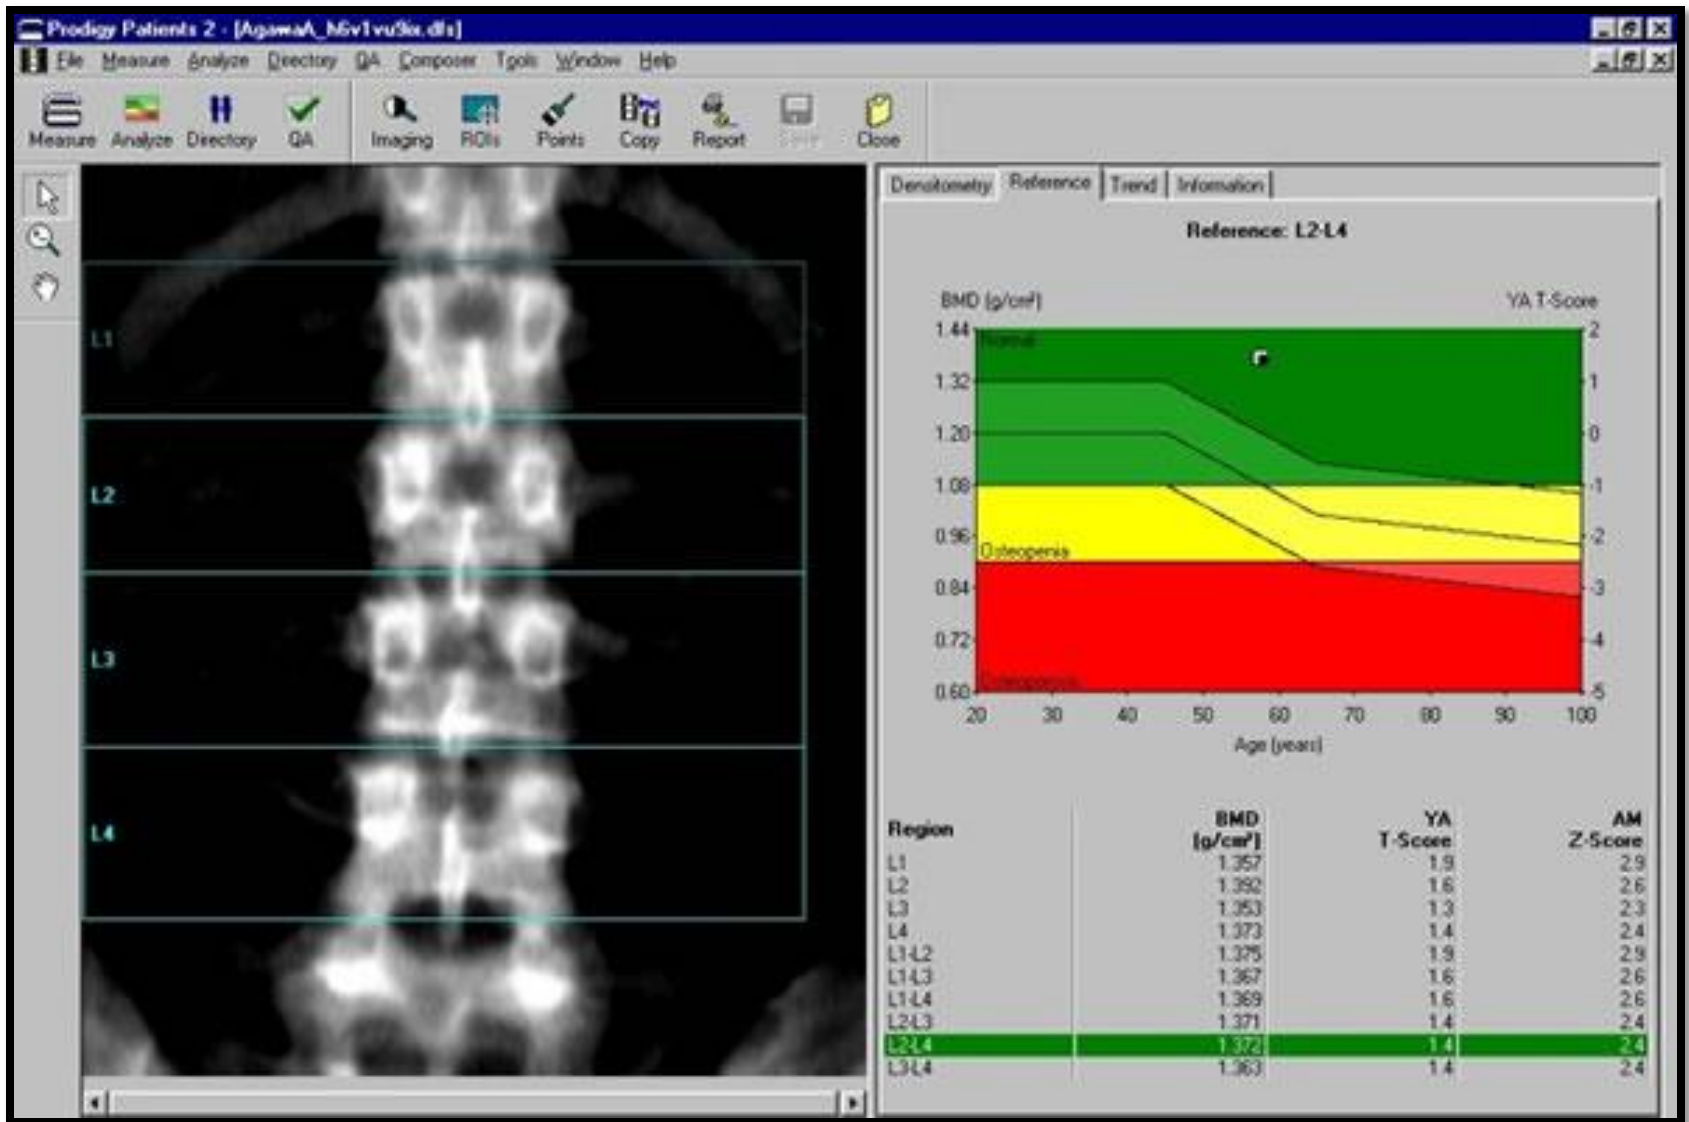 Prodigy Patients 2 - [AgawaA_h6v1vu9ix.dfs]
File Measure Analyze Directory QA Composer Tools Window Help
Measure Analyze Directory QA Imaging ROIs Points Copy Report Save Close
Densitometry Reference Trend Information
Reference: L2-L4
BMD (g/cm²) YA T-Score
1.44 Normal 2
1.32 1
1.20 0
1.08 -1
0.96 -2
Osteopenia
0.84 -3
0.72 -4
Osteoporosis
0.60 -5
20 30 40 50 60 70 80 90 100
Age (years)
L1
L2
L3
L4
Region BMD (g/cm²) YA T-Score AM Z-Score
L1 1.357 1.9 2.9
L2 1.392 1.6 2.6
L3 1.353 1.3 2.3
L4 1.373 1.4 2.4
L1-L2 1.375 1.9 2.9
L1-L3 1.367 1.6 2.6
L1-L4 1.369 1.6 2.6
L2-L3 1.371 1.4 2.4
L2-L4 1.372 1.4 2.4
L3-L4 1.363 1.4 2.4